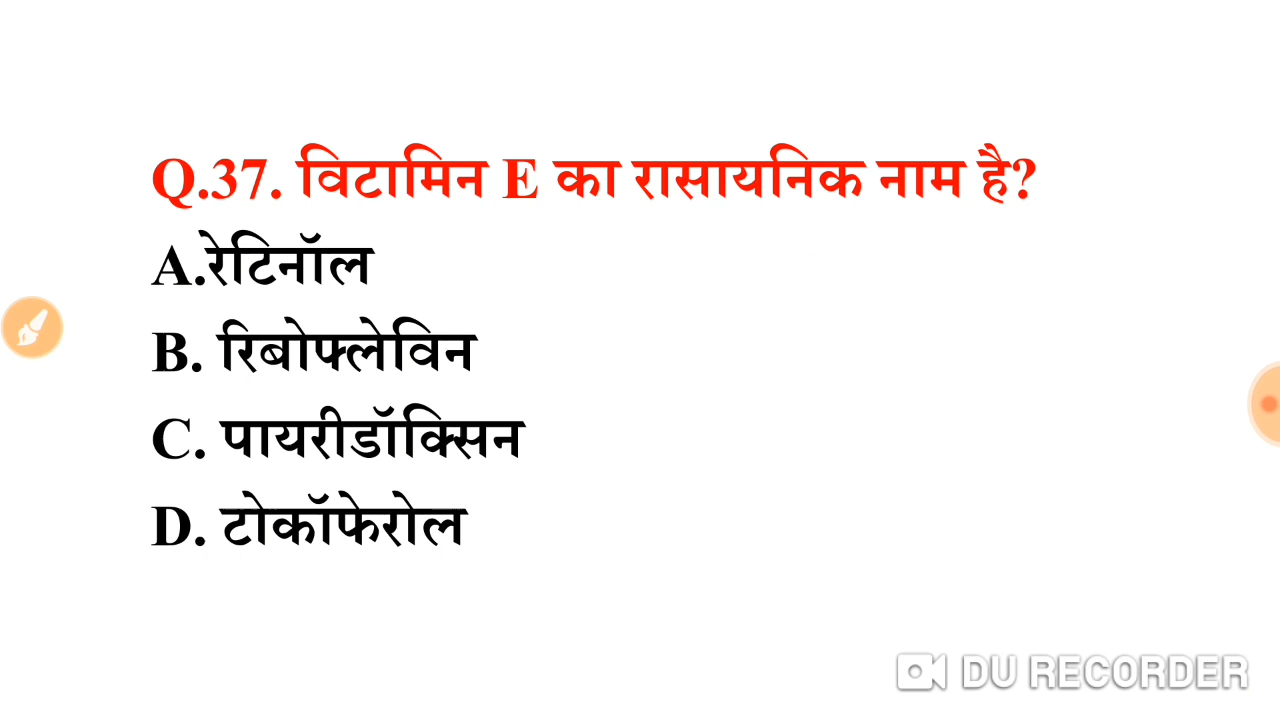 Q.37. विटामिन E का रासायनिक नाम है?
A.रेटिनॉल
B. रिबोफ्लेविन
C. पायरीडॉक्सिन
D. टोकॉफेरोल
DU RECORDER